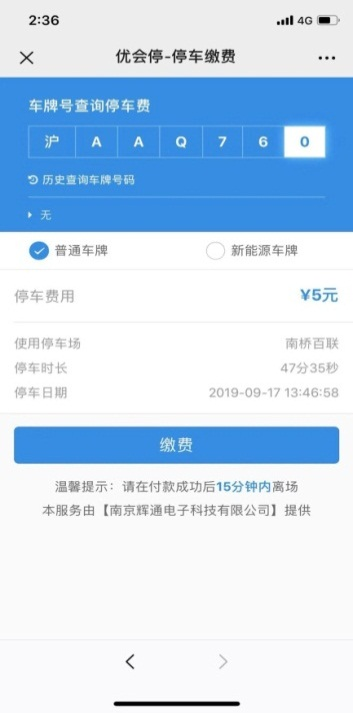 2:36
4G
优会停-停车缴费
车牌号查询停车费
沪 A A Q 7 6 0
历史查询车牌号码
无
普通车牌 新能源车牌
停车费用 ¥5元
使用停车场 南桥百联
停车时长 47分35秒
停车日期 2019-09-17 13:46:58
缴费
温馨提示：请在付款成功后15分钟内离场
本服务由【南京辉通电子科技有限公司】提供